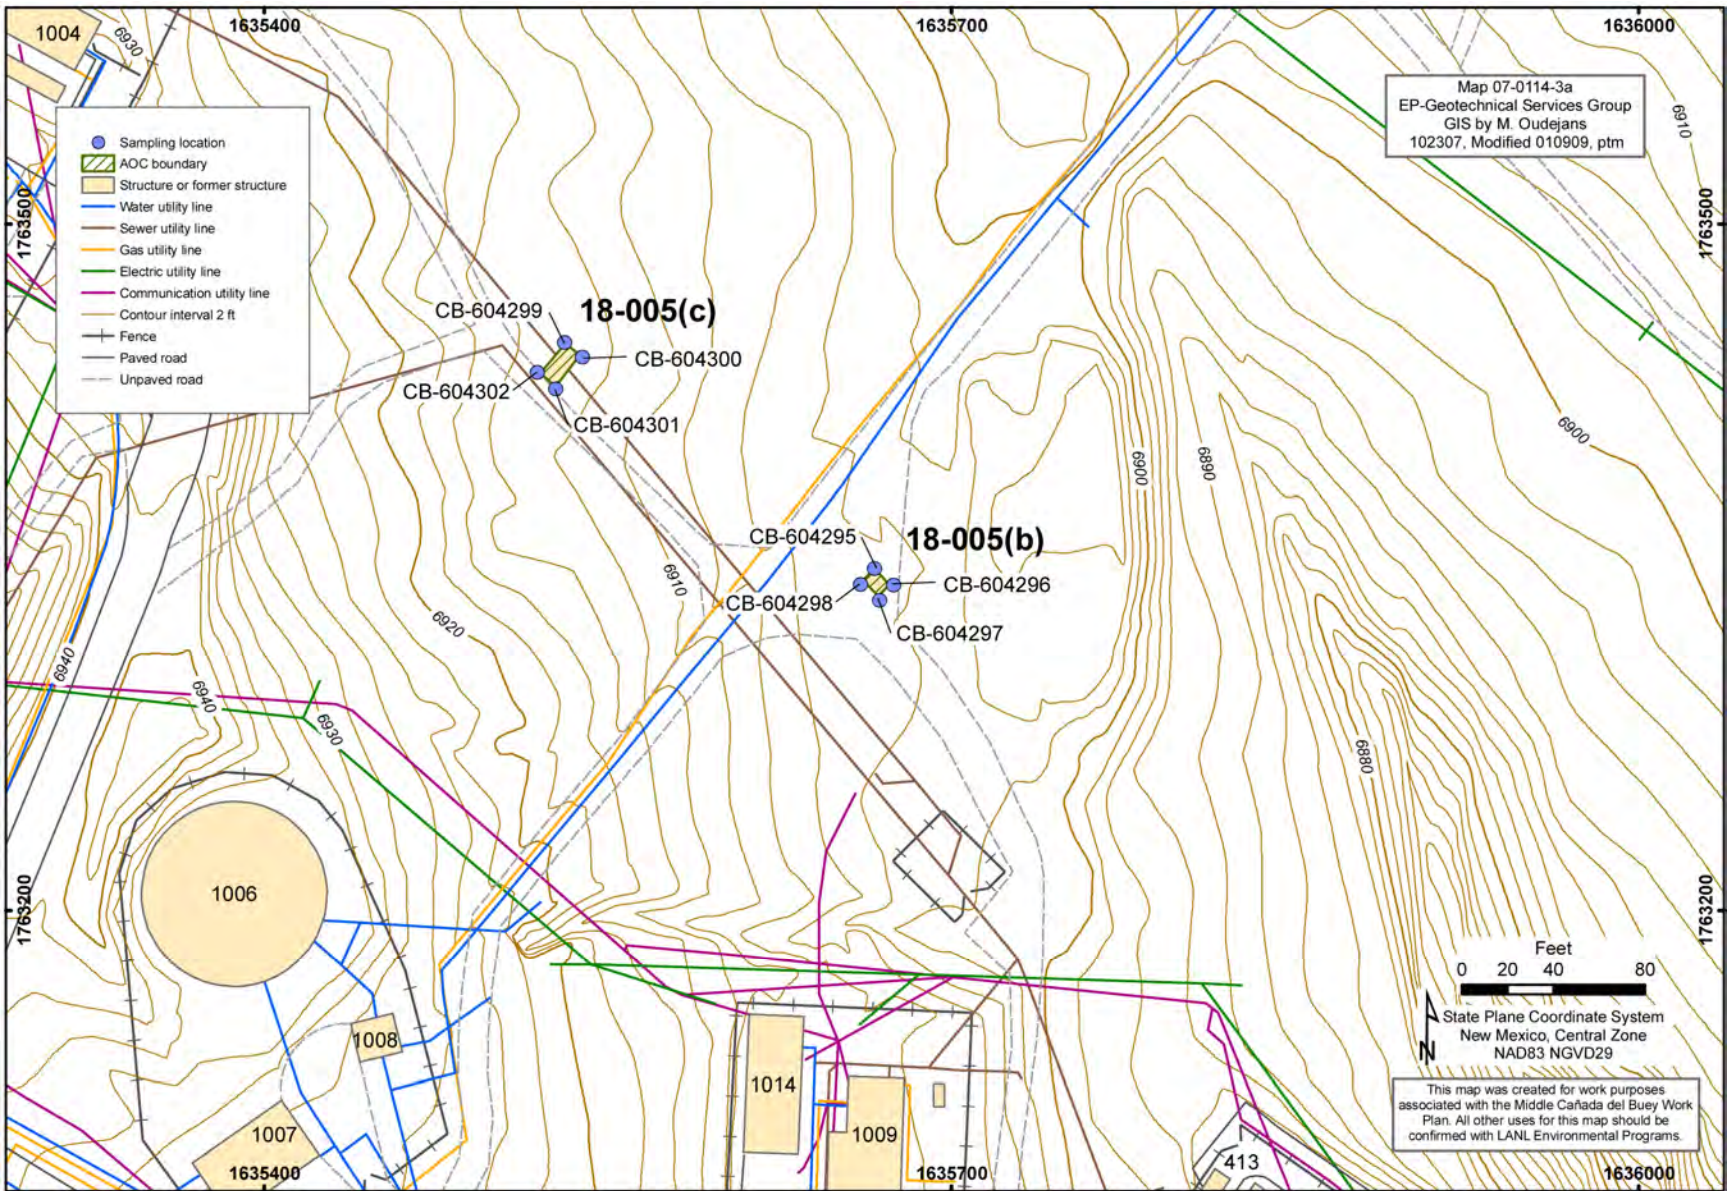 1635400
1635700
1636000
1004
6930
Map 07-0114-3a
EP-Geotechnical Services Group
GIS by M. Oudejans
102307, Modified 010909, ptm
6910
Sampling location
AOC boundary
Structure or former structure
Water utility line
Sewer utility line
Gas utility line
Electric utility line
Communication utility line
Contour interval 2 ft
Fence
Paved road
Unpaved road
1763500
1763500
CB-604299
18-005(c)
CB-604300
CB-604302
CB-604301
6900
6900
6890
CB-604295
18-005(b)
CB-604296
CB-604298
CB-604297
6910
6920
6940
6940
6930
6880
1006
1763200
1763200
Feet
0 20 40 80
State Plane Coordinate System
New Mexico, Central Zone
NAD83 NGVD29
N
1008
1014
1009
1007
413
This map was created for work purposes
associated with the Middle Cañada del Buey Work
Plan. All other uses for this map should be
confirmed with LANL Environmental Programs.
1635400
1635700
1636000